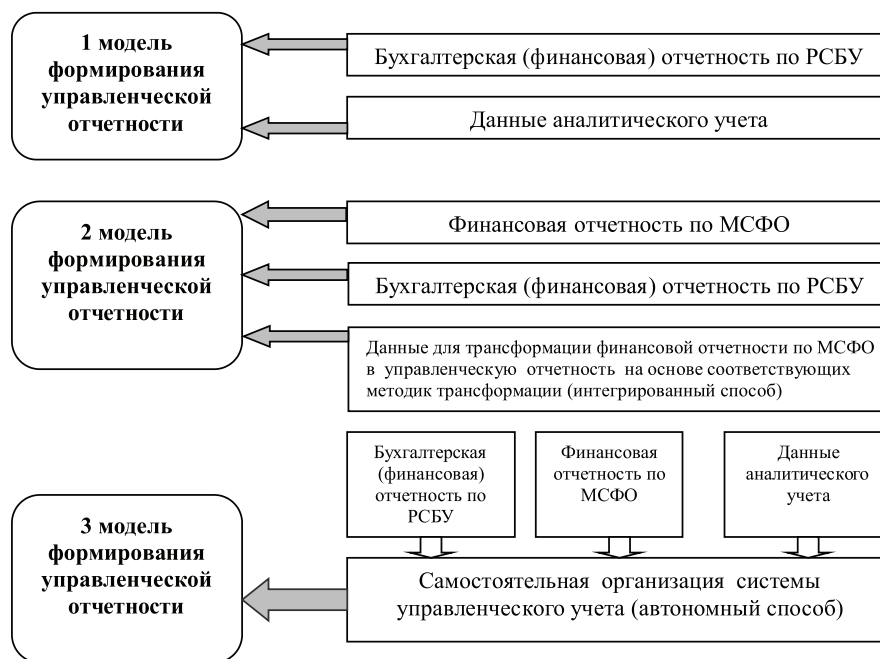 1 модель
формирования
управленческой
отчетности
Бухгалтерская (финансовая) отчетность по РСБУ
Данные аналитического учета
2 модель
формирования
управленческой
отчетности
Финансовая отчетность по МСФО
Бухгалтерская (финансовая) отчетность по РСБУ
Данные для трансформации финансовой отчетности по МСФО
в управленческую отчетность на основе соответствующих
методик трансформации (интегрированный способ)
Бухгалтерская
(финансовая)
отчетность по
РСБУ
Финансовая
отчетность по
МСФО
Данные
аналитического
учета
3 модель
формирования
управленческой
отчетности
Самостоятельная организация системы
управленческого учета (автономный способ)